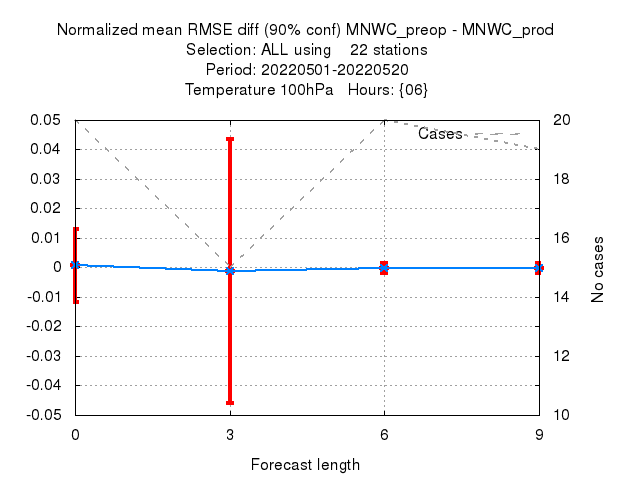 Normalized mean RMSE diff (90% conf) MNWC_preop - MNWC_prod
Selection: ALL using    22 stations
Period: 20220501-20220520
Temperature 100hPa   Hours: {06}
0.05
0.04
0.03
0.02
0.01
0
-0.01
-0.02
-0.03
-0.04
-0.05
Cases
20
18
16
14
12
10
No cases
0 3 6 9
Forecast length